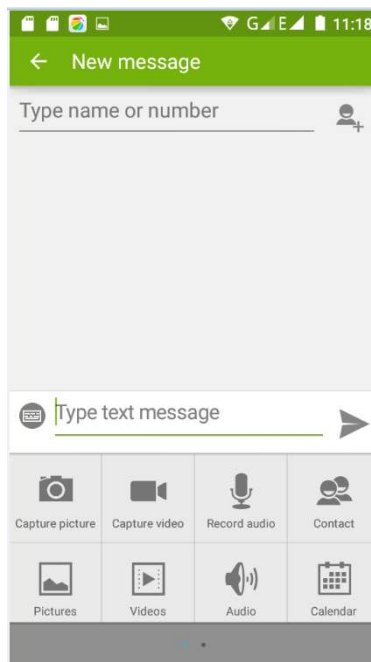 G E 11:18
New message
Type name or number
Type text message
Capture picture Capture video Record audio Contact
Pictures Videos Audio Calendar